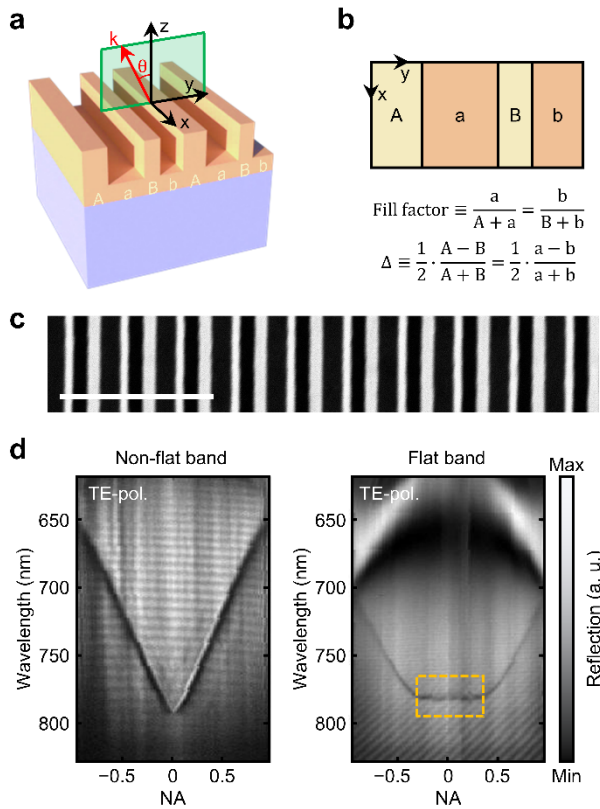 a
z
k
θ
y
x
A a B b A a B b
b
y
x
A a B b
Fill factor ≡ a/(A + a) = b/(B + b)
Δ ≡ 1/2 · (A − B)/(A + B) = 1/2 · (a − b)/(a + b)
c
d
Non-flat band
TE-pol.
Wavelength (nm)
650
700
750
800
−0.5 0 0.5
NA
Flat band
TE-pol.
Wavelength (nm)
650
700
750
800
−0.5 0 0.5
NA
Max
Reflection (a. u.)
Min